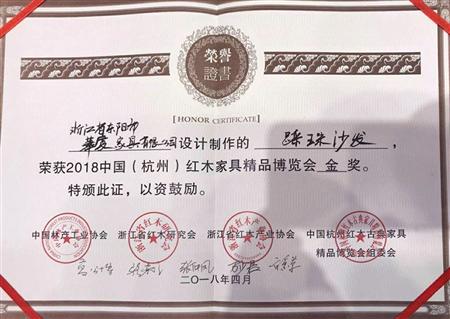 榮譽
證書
[HONOR CERTIFICATE]
浙江省东阳市
家具有限公司设计制作的 珠沙发，
荣获2018中国（杭州）红木家具精品博览会 金 奖。
特颁此证，以资鼓励。
中国林产工业协会 浙江省红木研究会 浙江省红木产业协会 中国杭州红木古典家具
精品博览会组委会
二〇一八年四月